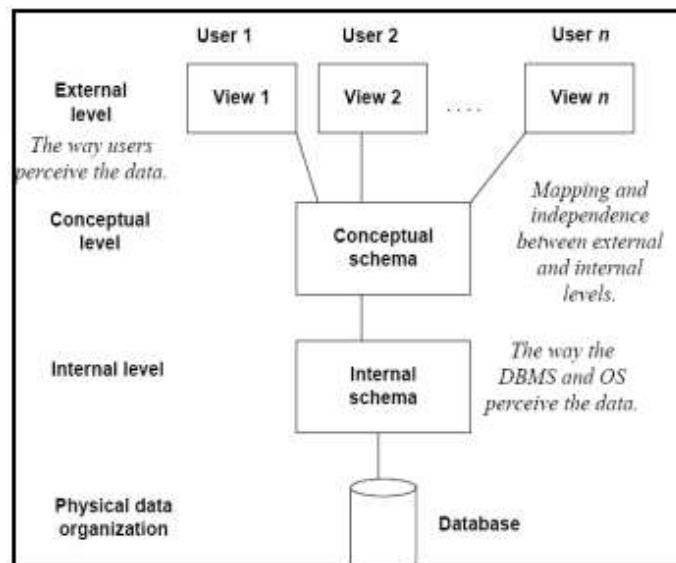 User 1 User 2 User n
View 1 View 2 .... View n
External
level
The way users
perceive the data.
Mapping and
independence
between external
and internal
levels.
Conceptual
level
Conceptual
schema
Internal level
Internal
schema
The way the
DBMS and OS
perceive the data.
Physical data
organization
Database